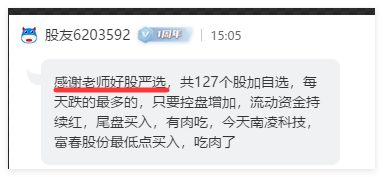 股友6203592 1周年 15:05
感谢老师好股严选，共127个股加自选，每
天跌的最多的，只要控盘增加，流动资金持
续红，尾盘买入，有肉吃，今天南凌科技，
富春股份最低点买入，吃肉了